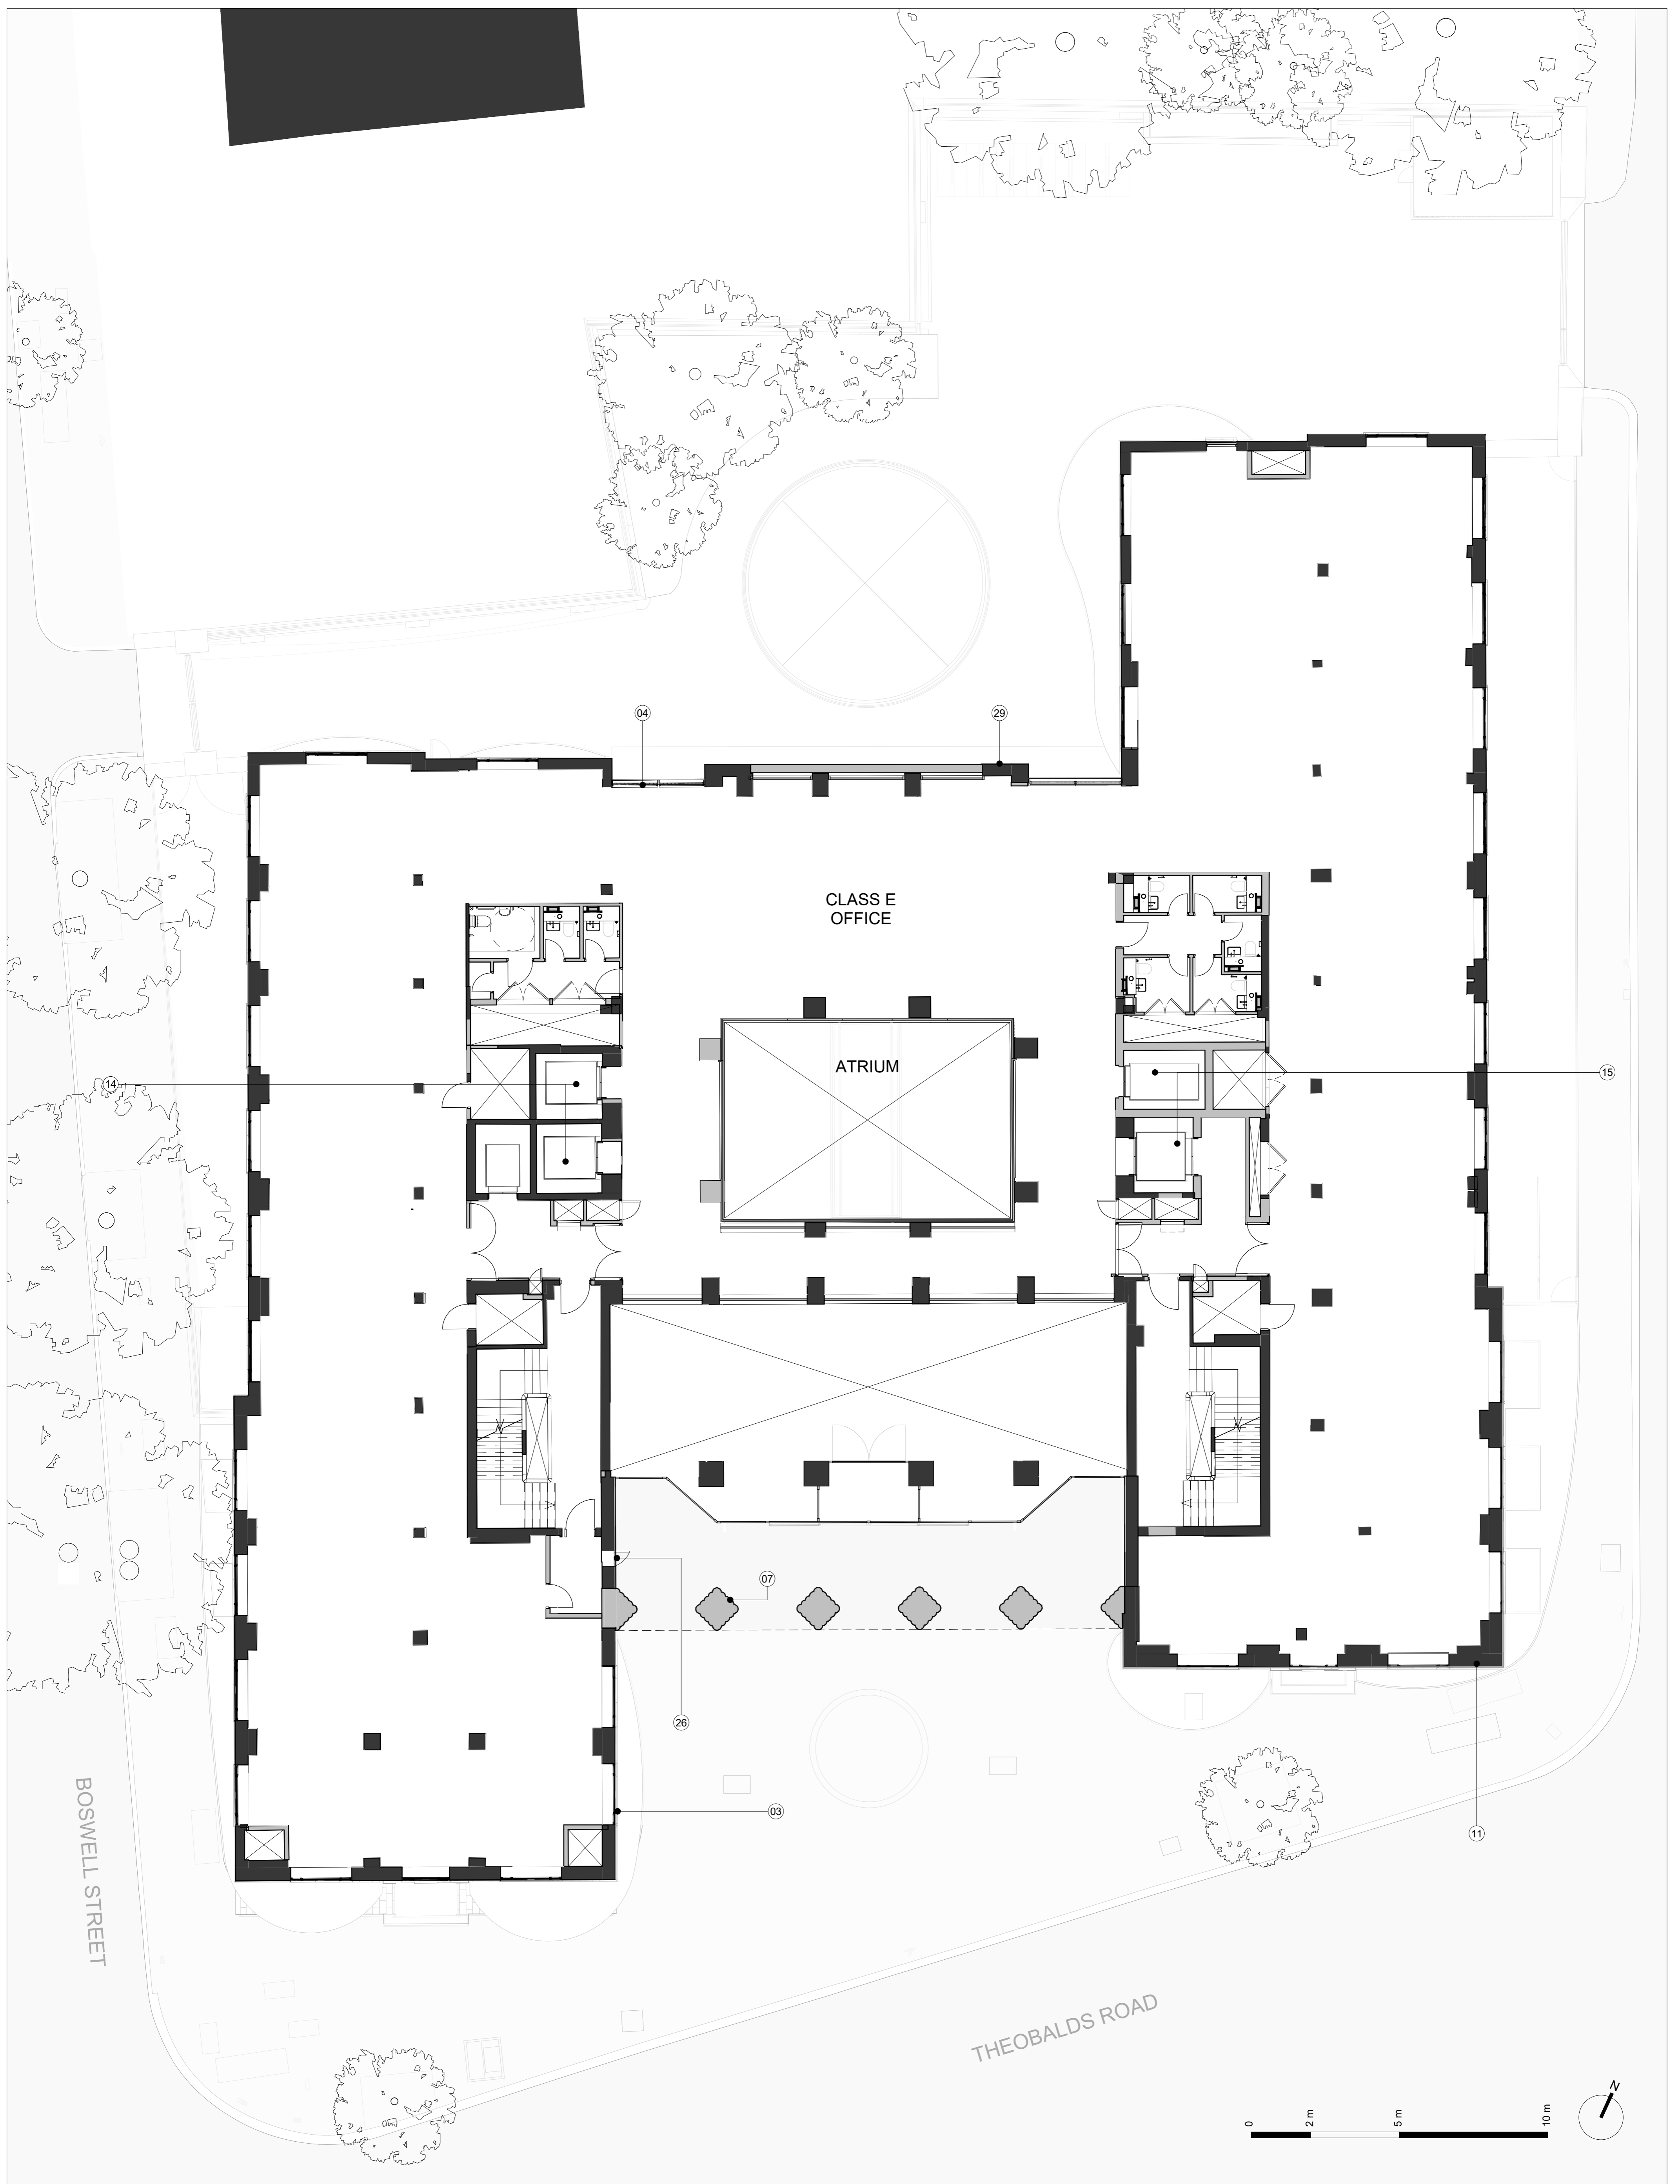 04
29
CLASS E
OFFICE
ATRIUM
14
15
07
26
03
11
BOSWELL STREET
THEOBALDS ROAD
N
0
2 m
5 m
10 m